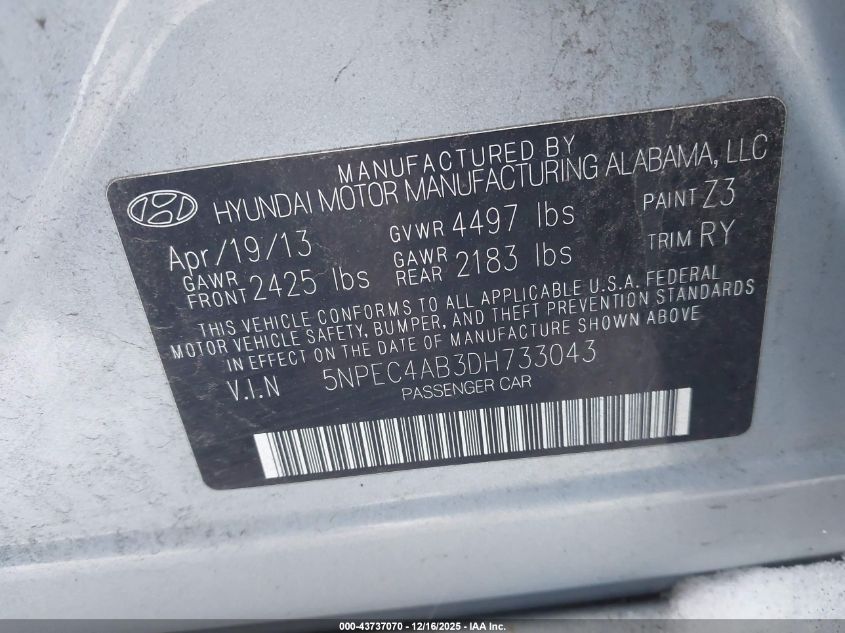 MANUFACTURED BY
HYUNDAI MOTOR MANUFACTURING ALABAMA, LLC
Apr/19/13 GVWR 4497 lbs PAINT Z3
GAWR FRONT 2425 lbs GAWR REAR 2183 lbs TRIM RY
THIS VEHICLE CONFORMS TO ALL APPLICABLE U.S.A. FEDERAL
MOTOR VEHICLE SAFETY, BUMPER, AND THEFT PREVENTION STANDARDS
IN EFFECT ON THE DATE OF MANUFACTURE SHOWN ABOVE
V.I.N 5NPEC4AB3DH733043
PASSENGER CAR
000-43737070 - 12/16/2025 - IAA Inc.